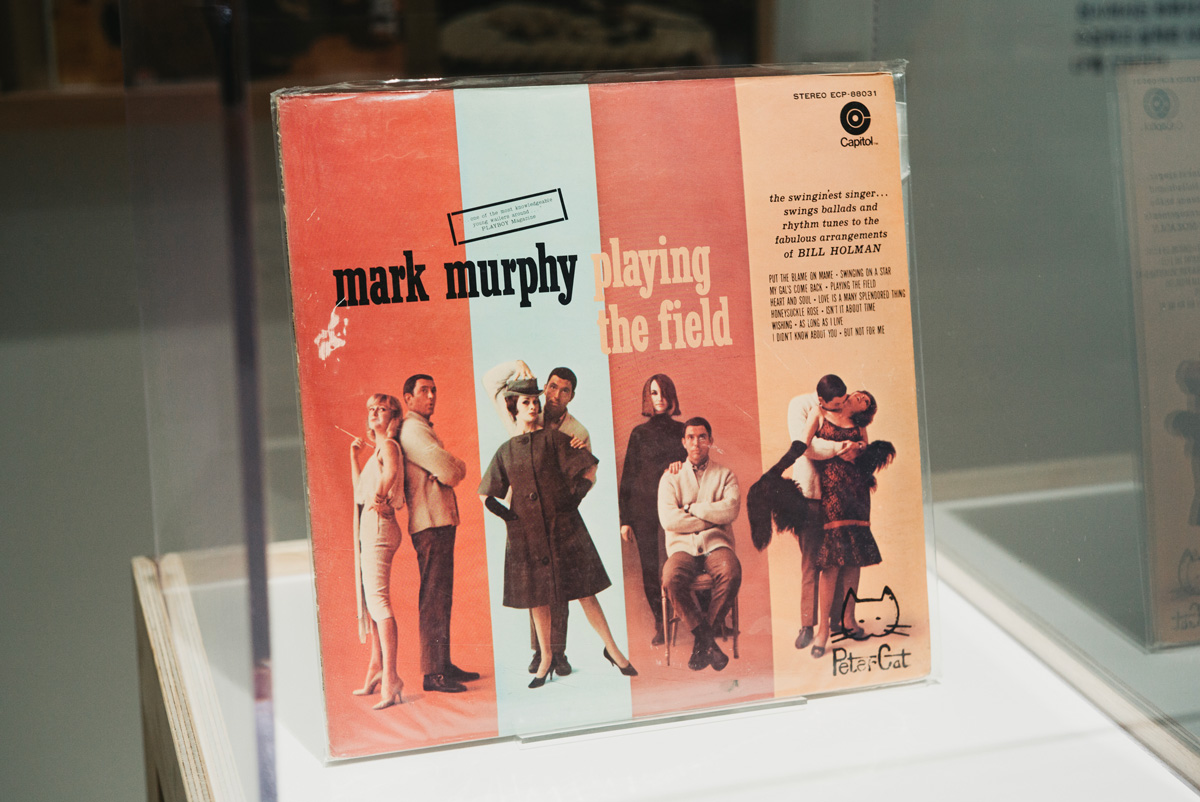 STEREO ECP-88031
Capitol
one of the most knowledgeable
young wailers around
PLAYBOY Magazine
the swingin'est singer...
swings ballads and
rhythm tunes to the
fabulous arrangements
of BILL HOLMAN
mark murphy playing
the field
PUT THE BLAME ON MAME • SWINGING ON A STAR
MY GAL'S COME BACK • PLAYING THE FIELD
HEART AND SOUL • LOVE IS A MANY SPLENDORED THING
HONEYSUCKLE ROSE • ISN'T IT ABOUT TIME
WISHING • AS LONG AS I LIVE
I DIDN'T KNOW ABOUT YOU • BUT NOT FOR ME
Peter-Cat